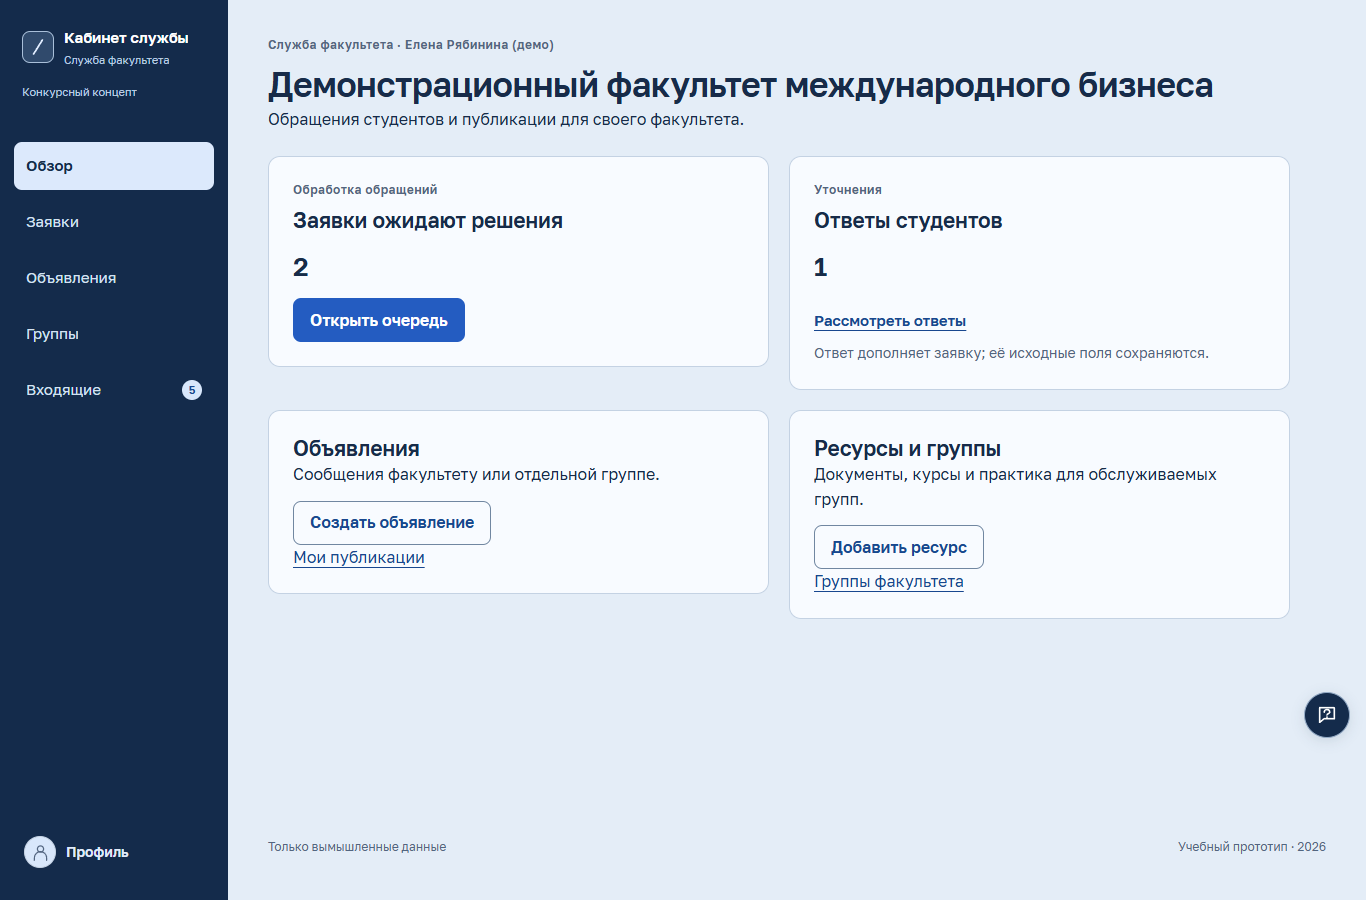 Кабинет службы
Служба факультета
Конкурсный концепт
Обзор
Заявки
Объявления
Группы
Входящие 5
Профиль
Служба факультета · Елена Рябинина (демо)
Демонстрационный факультет международного бизнеса
Обращения студентов и публикации для своего факультета.
Обработка обращений
Заявки ожидают решения
2
Открыть очередь
Уточнения
Ответы студентов
1
Рассмотреть ответы
Ответ дополняет заявку; её исходные поля сохраняются.
Объявления
Сообщения факультету или отдельной группе.
Создать объявление
Мои публикации
Ресурсы и группы
Документы, курсы и практика для обслуживаемых
групп.
Добавить ресурс
Группы факультета
Только вымышленные данные
Учебный прототип · 2026